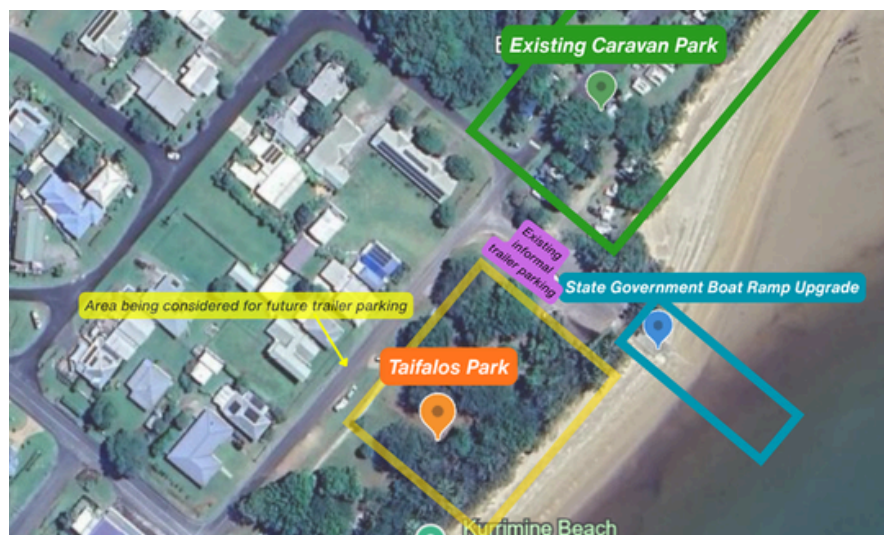 Existing Caravan Park
Existing
informal
trailer parking
State Government Boat Ramp Upgrade
Area being considered for future trailer parking
Taifalos Park
Kurrimine Beach